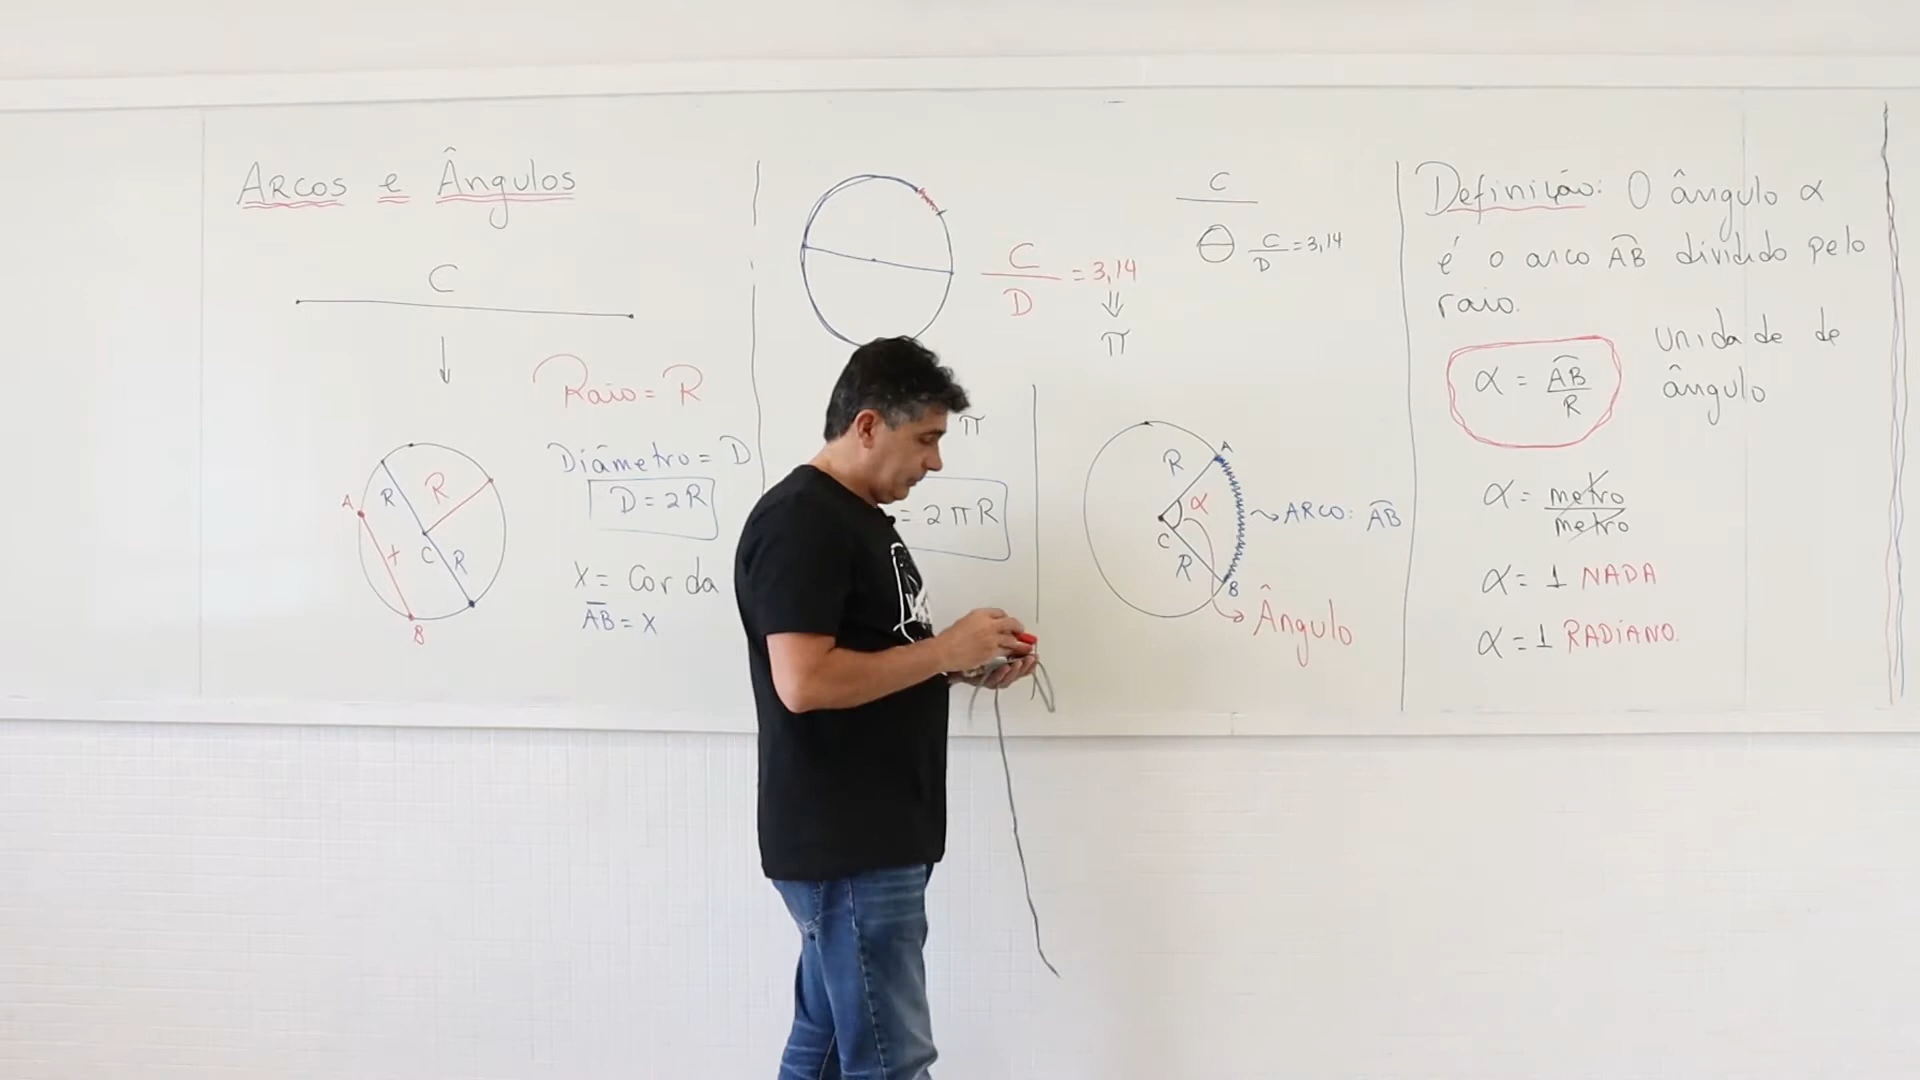 Arcos e Ângulos
C
Raio = R
Diâmetro = D
D = 2R
X = Corda
AB = X
A
R
R
X
C
R
B
C
D
= 3,14
π
π
= 2πR
C
C
D
= 3,14
A
R
α
C
R
B
ARCO: AB
Ângulo
Definição: O ângulo α
é o arco AB dividido pelo
raio.
α = AB
R
Unidade de
ângulo
α = metro
metro
α = 1 NADA
α = 1 RADIANO.